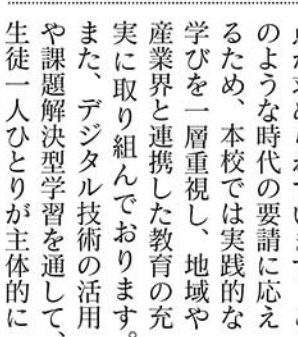 のような時代の要請に応え
るため、本校では実践的な
学びを一層重視し、地域や
産業界と連携した教育の充
実に取り組んでおります。
また、デジタル技術の活用
や課題解決型学習を通して、
生徒一人ひとりが主体的に